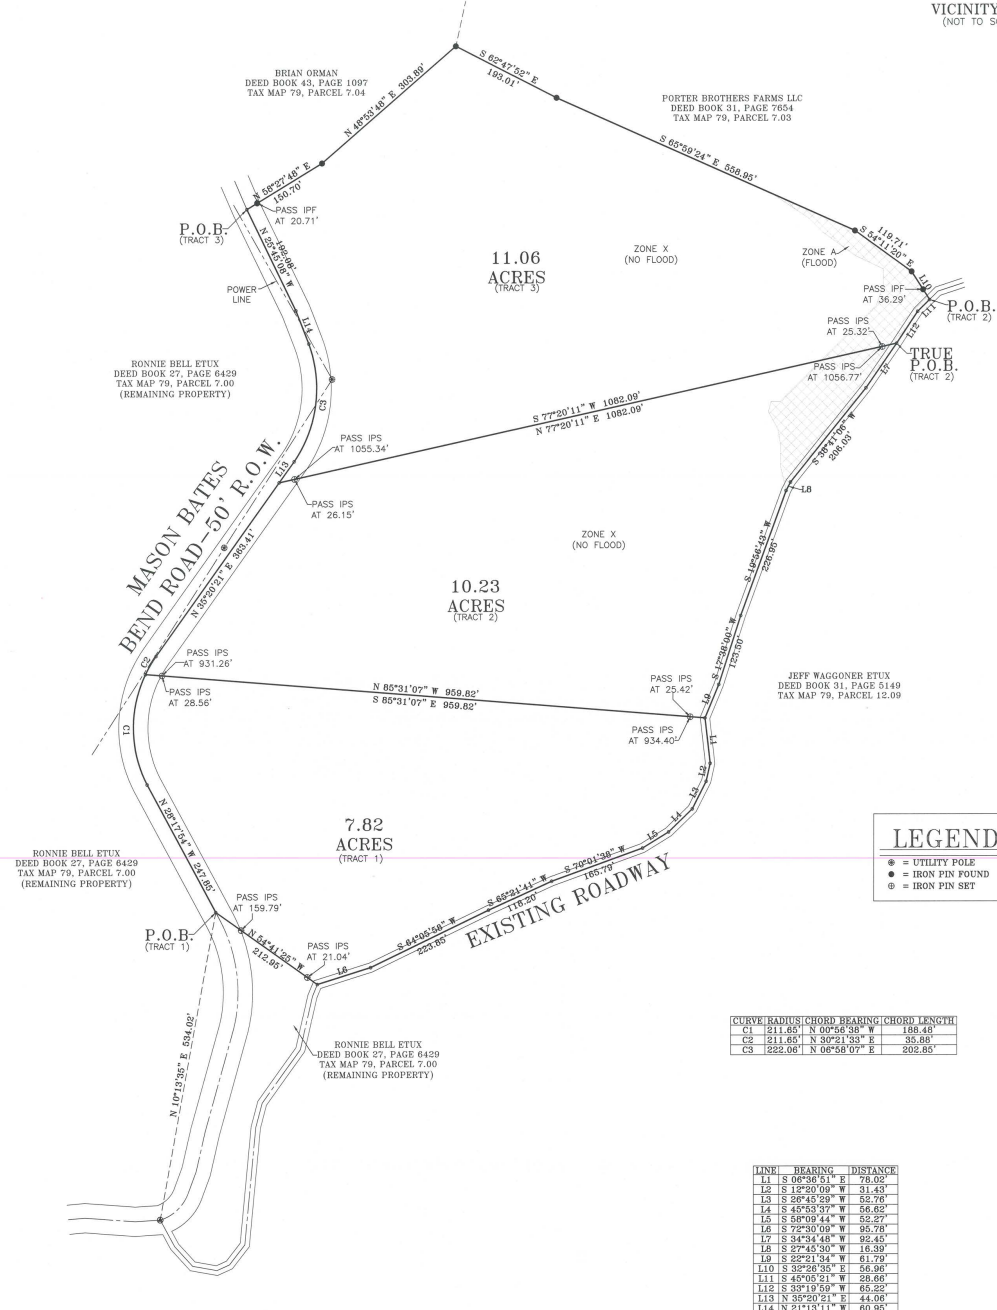 VICINITY
(NOT TO S
BRIAN ORMAN
DEED BOOK 43, PAGE 1097
TAX MAP 79, PARCEL 7.04
N 48°53'48" E 303.89'
S 62°47'52" E
193.01'
PORTER BROTHERS FARMS LLC
DEED BOOK 31, PAGE 7654
TAX MAP 79, PARCEL 7.03
S 65°59'24" E 558.95'
N 58°27'48" E
150.70'
PASS IPF
AT 20.71'
P.O.B.
(TRACT 3)
N 25°45'08" W
192.98'
POWER
LINE
L14
11.06
ACRES
(TRACT 3)
ZONE X
(NO FLOOD)
ZONE A
(FLOOD)
119.71'
S 54°11'20" E
L10
PASS IPF
AT 36.29'
L11
P.O.B.
(TRACT 2)
L12
PASS IPS
AT 25.32'
TRUE
P.O.B.
(TRACT 2)
PASS IPS
AT 1056.77'
L7
RONNIE BELL ETUX
DEED BOOK 27, PAGE 6429
TAX MAP 79, PARCEL 7.00
(REMAINING PROPERTY)
C3
S 77°20'11" W 1082.09'
N 77°20'11" E 1082.09'
PASS IPS
AT 1055.34'
L13
PASS IPS
AT 26.15'
S 38°41'06" W
206.03'
L8
MASON BATES
BEND ROAD-50' R.O.W.
N 35°20'21" E 363.41'
ZONE X
(NO FLOOD)
S 19°56'43" W
226.95'
10.23
ACRES
(TRACT 2)
C2
PASS IPS
AT 931.26'
PASS IPS
AT 28.56'
N 85°31'07" W 959.82'
S 85°31'07" E 959.82'
PASS IPS
AT 25.42'
PASS IPS
AT 934.40'
S 17°38'00" W
123.50'
L9
JEFF WAGGONER ETUX
DEED BOOK 31, PAGE 5149
TAX MAP 79, PARCEL 12.09
C1
L1
L2
L3
L4
L5
N 28°17'54" W 247.85'
7.82
ACRES
(TRACT 1)
S 70°01'38" W
165.79'
S 65°21'41" W
118.20'
EXISTING ROADWAY
S 64°05'58" W
223.85'
L6
RONNIE BELL ETUX
DEED BOOK 27, PAGE 6429
TAX MAP 79, PARCEL 7.00
(REMAINING PROPERTY)
LEGEND
= UTILITY POLE
= IRON PIN FOUND
= IRON PIN SET
PASS IPS
AT 159.79'
P.O.B.
(TRACT 1)
N 54°41'25" W
212.95'
PASS IPS
AT 21.04'
N 10°13'35" E 534.02'
RONNIE BELL ETUX
DEED BOOK 27, PAGE 6429
TAX MAP 79, PARCEL 7.00
(REMAINING PROPERTY)
CURVE RADIUS CHORD BEARING CHORD LENGTH
C1 211.65' N 00°56'38" W 188.48'
C2 211.65' N 30°21'33" E 35.88'
C3 222.06' N 06°58'07" E 202.85'
LINE BEARING DISTANCE
L1 S 06°36'51" E 78.02'
L2 S 12°20'09" W 31.43'
L3 S 26°45'29" W 52.76'
L4 S 45°53'37" W 56.62'
L5 S 58°09'44" W 52.27'
L6 S 72°30'09" W 95.78'
L7 S 34°34'48" W 92.45'
L8 S 27°45'30" W 16.39'
L9 S 22°21'34" W 61.79'
L10 S 32°26'35" E 56.96'
L11 S 45°05'21" W 28.66'
L12 S 33°19'59" W 65.22'
L13 N 35°20'21" E 44.06'
L14 N 21°13'11" W 60.95'